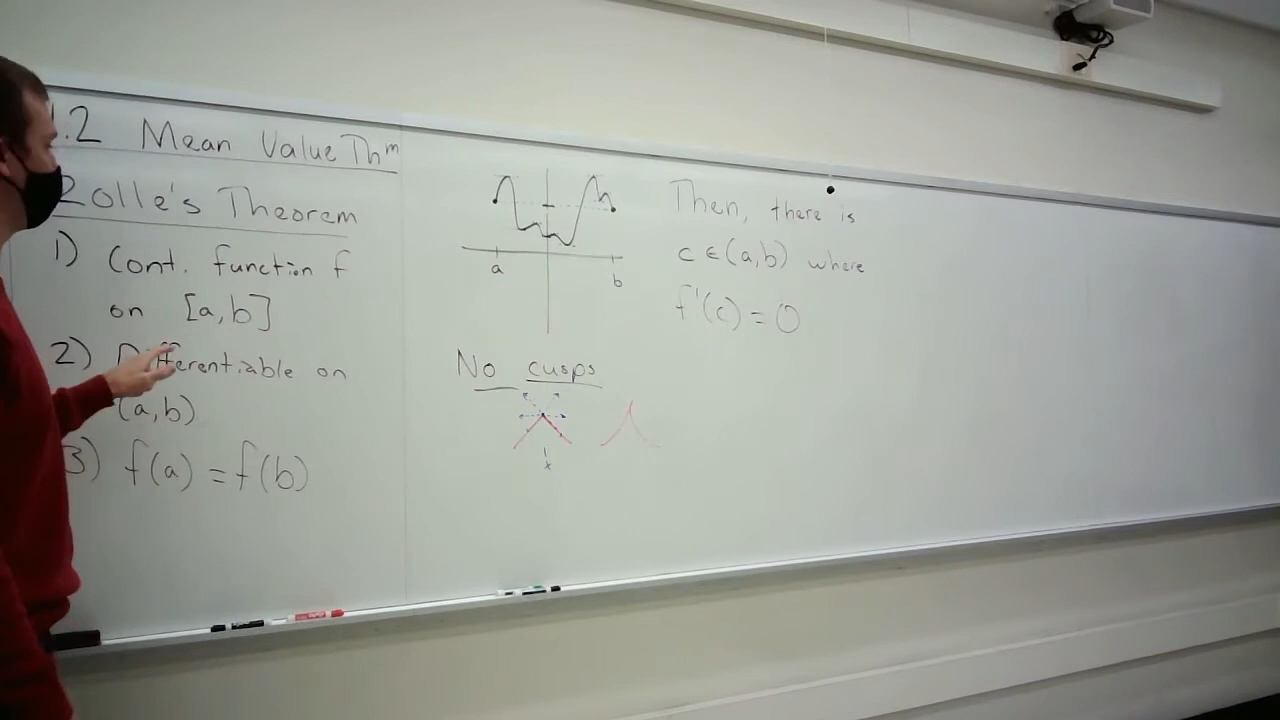 .2 Mean Value Thm
Rolle's Theorem
1) Cont. function f
on [a,b]
2) Differentiable on
(a,b)
3) f(a) = f(b)
a
b
No cusps
x
Then, there is
c ∈ (a,b) where
f'(c) = 0